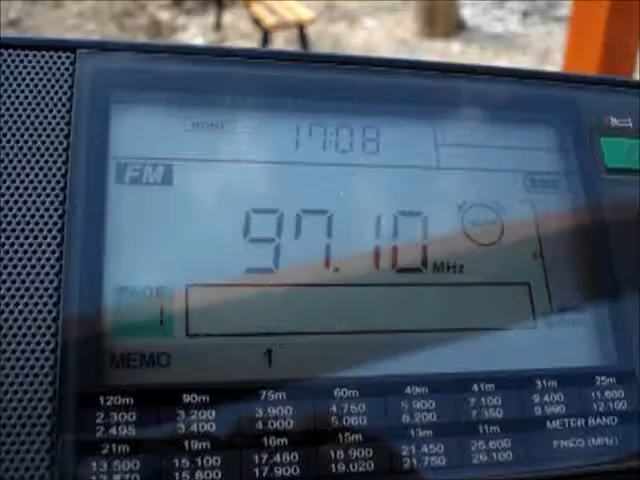 17:08
FM
97.10 MHz
PAGE
1
MEMO 1
120m 90m 75m 60m 49m 41m 31m 25m
2.300 3.200 3.900 4.750 5.900 7.100 9.400 11.600
2.495 3.400 4.000 5.060 6.200 7.350 9.990 12.100
21m 19m 16m 15m 13m 11m METER BAND
13.500 15.100 17.480 18.900 21.450 25.600 FREQ (MHz)
13.870 15.800 17.900 19.020 21.750 26.100